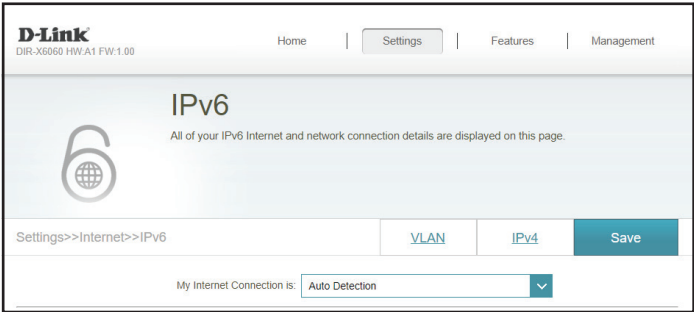 D-Link
DIR-X6060 HW:A1 FW:1.00
Home | Settings | Features | Management
IPv6
All of your IPv6 Internet and network connection details are displayed on this page.
Settings>>Internet>>IPv6 VLAN IPv4 Save
My Internet Connection is: Auto Detection